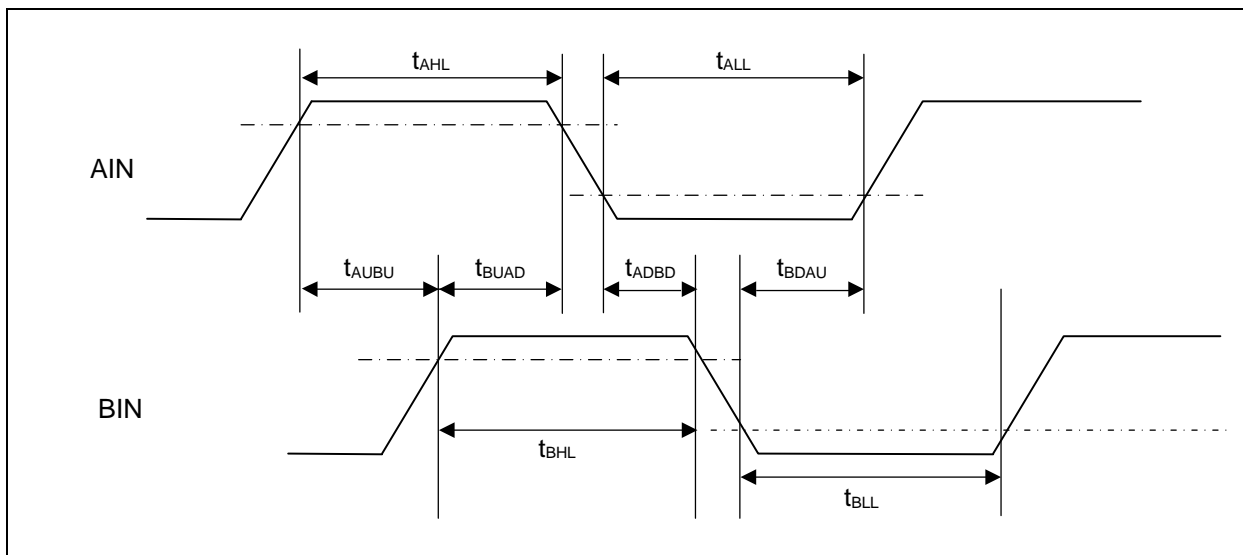 tAHL
tALL
AIN
tAUBU
tBUAD
tADBD
tBDAU
BIN
tBHL
tBLL